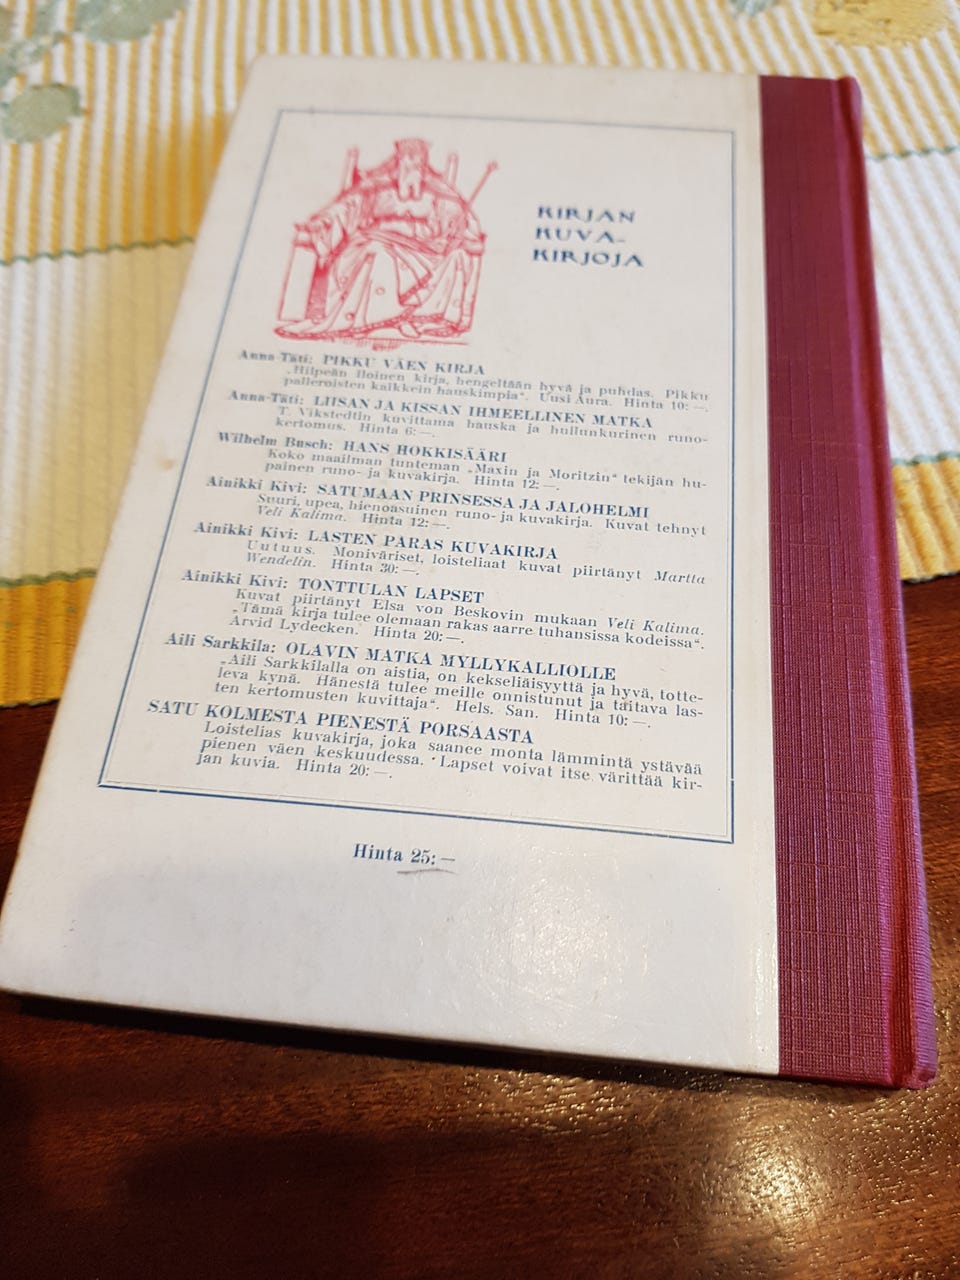 KIRJAN
KUVA-
KIRJOJA
Anna-Täti: PIKKU VÄEN KIRJA
„Hilpeän iloinen kirja, hengeltään hyvä ja puhdas. Pikku
palleroisten kaikkein hauskimpia“. Uusi Aura. Hinta 10: —.
Anna-Täti: LIISAN JA KISSAN IHMEELLINEN MATKA
T. Vikstedtin kuvittama hauska ja hullunkurinen runo-
kertomus. Hinta 6: —.
Wilhelm Busch: HANS HOKKISÄÄRI
Koko maailman tunteman „Maxin ja Moritzin“ tekijän hu-
painen runo- ja kuvakirja. Hinta 12: —.
Ainikki Kivi: SATUMAAN PRINSESSA JA JALOHELMI
Suuri, upea, hienoasuinen runo- ja kuvakirja. Kuvat tehnyt
Veli Kalima. Hinta 12: —.
Ainikki Kivi: LASTEN PARAS KUVAKIRJA
Uutuus. Moniväriset, loisteliaat kuvat piirtänyt Martta
Wendelin. Hinta 30: —.
Ainikki Kivi: TONTTULAN LAPSET
Kuvat piirtänyt Elsa von Beskovin mukaan Veli Kalima.
„Tämä kirja tulee olemaan rakas aarre tuhansissa kodeissa“.
Arvid Lydecken. Hinta 20: —.
Aili Sarkkila: OLAVIN MATKA MYLLYKALLIOLLE
„Aili Sarkkilalla on aistia, on kekseliäisyyttä ja hyvä, totte-
leva kynä. Hänestä tulee meille onnistunut ja taitava las-
ten kertomusten kuvittaja“. Hels. San. Hinta 10: —.
SATU KOLMESTA PIENESTÄ PORSAASTA
Loistelias kuvakirja, joka saanee monta lämmintä ystävää
pienen väen keskuudessa. Lapset voivat itse värittää kir-
jan kuvia. Hinta 20: —.
Hinta 25: —